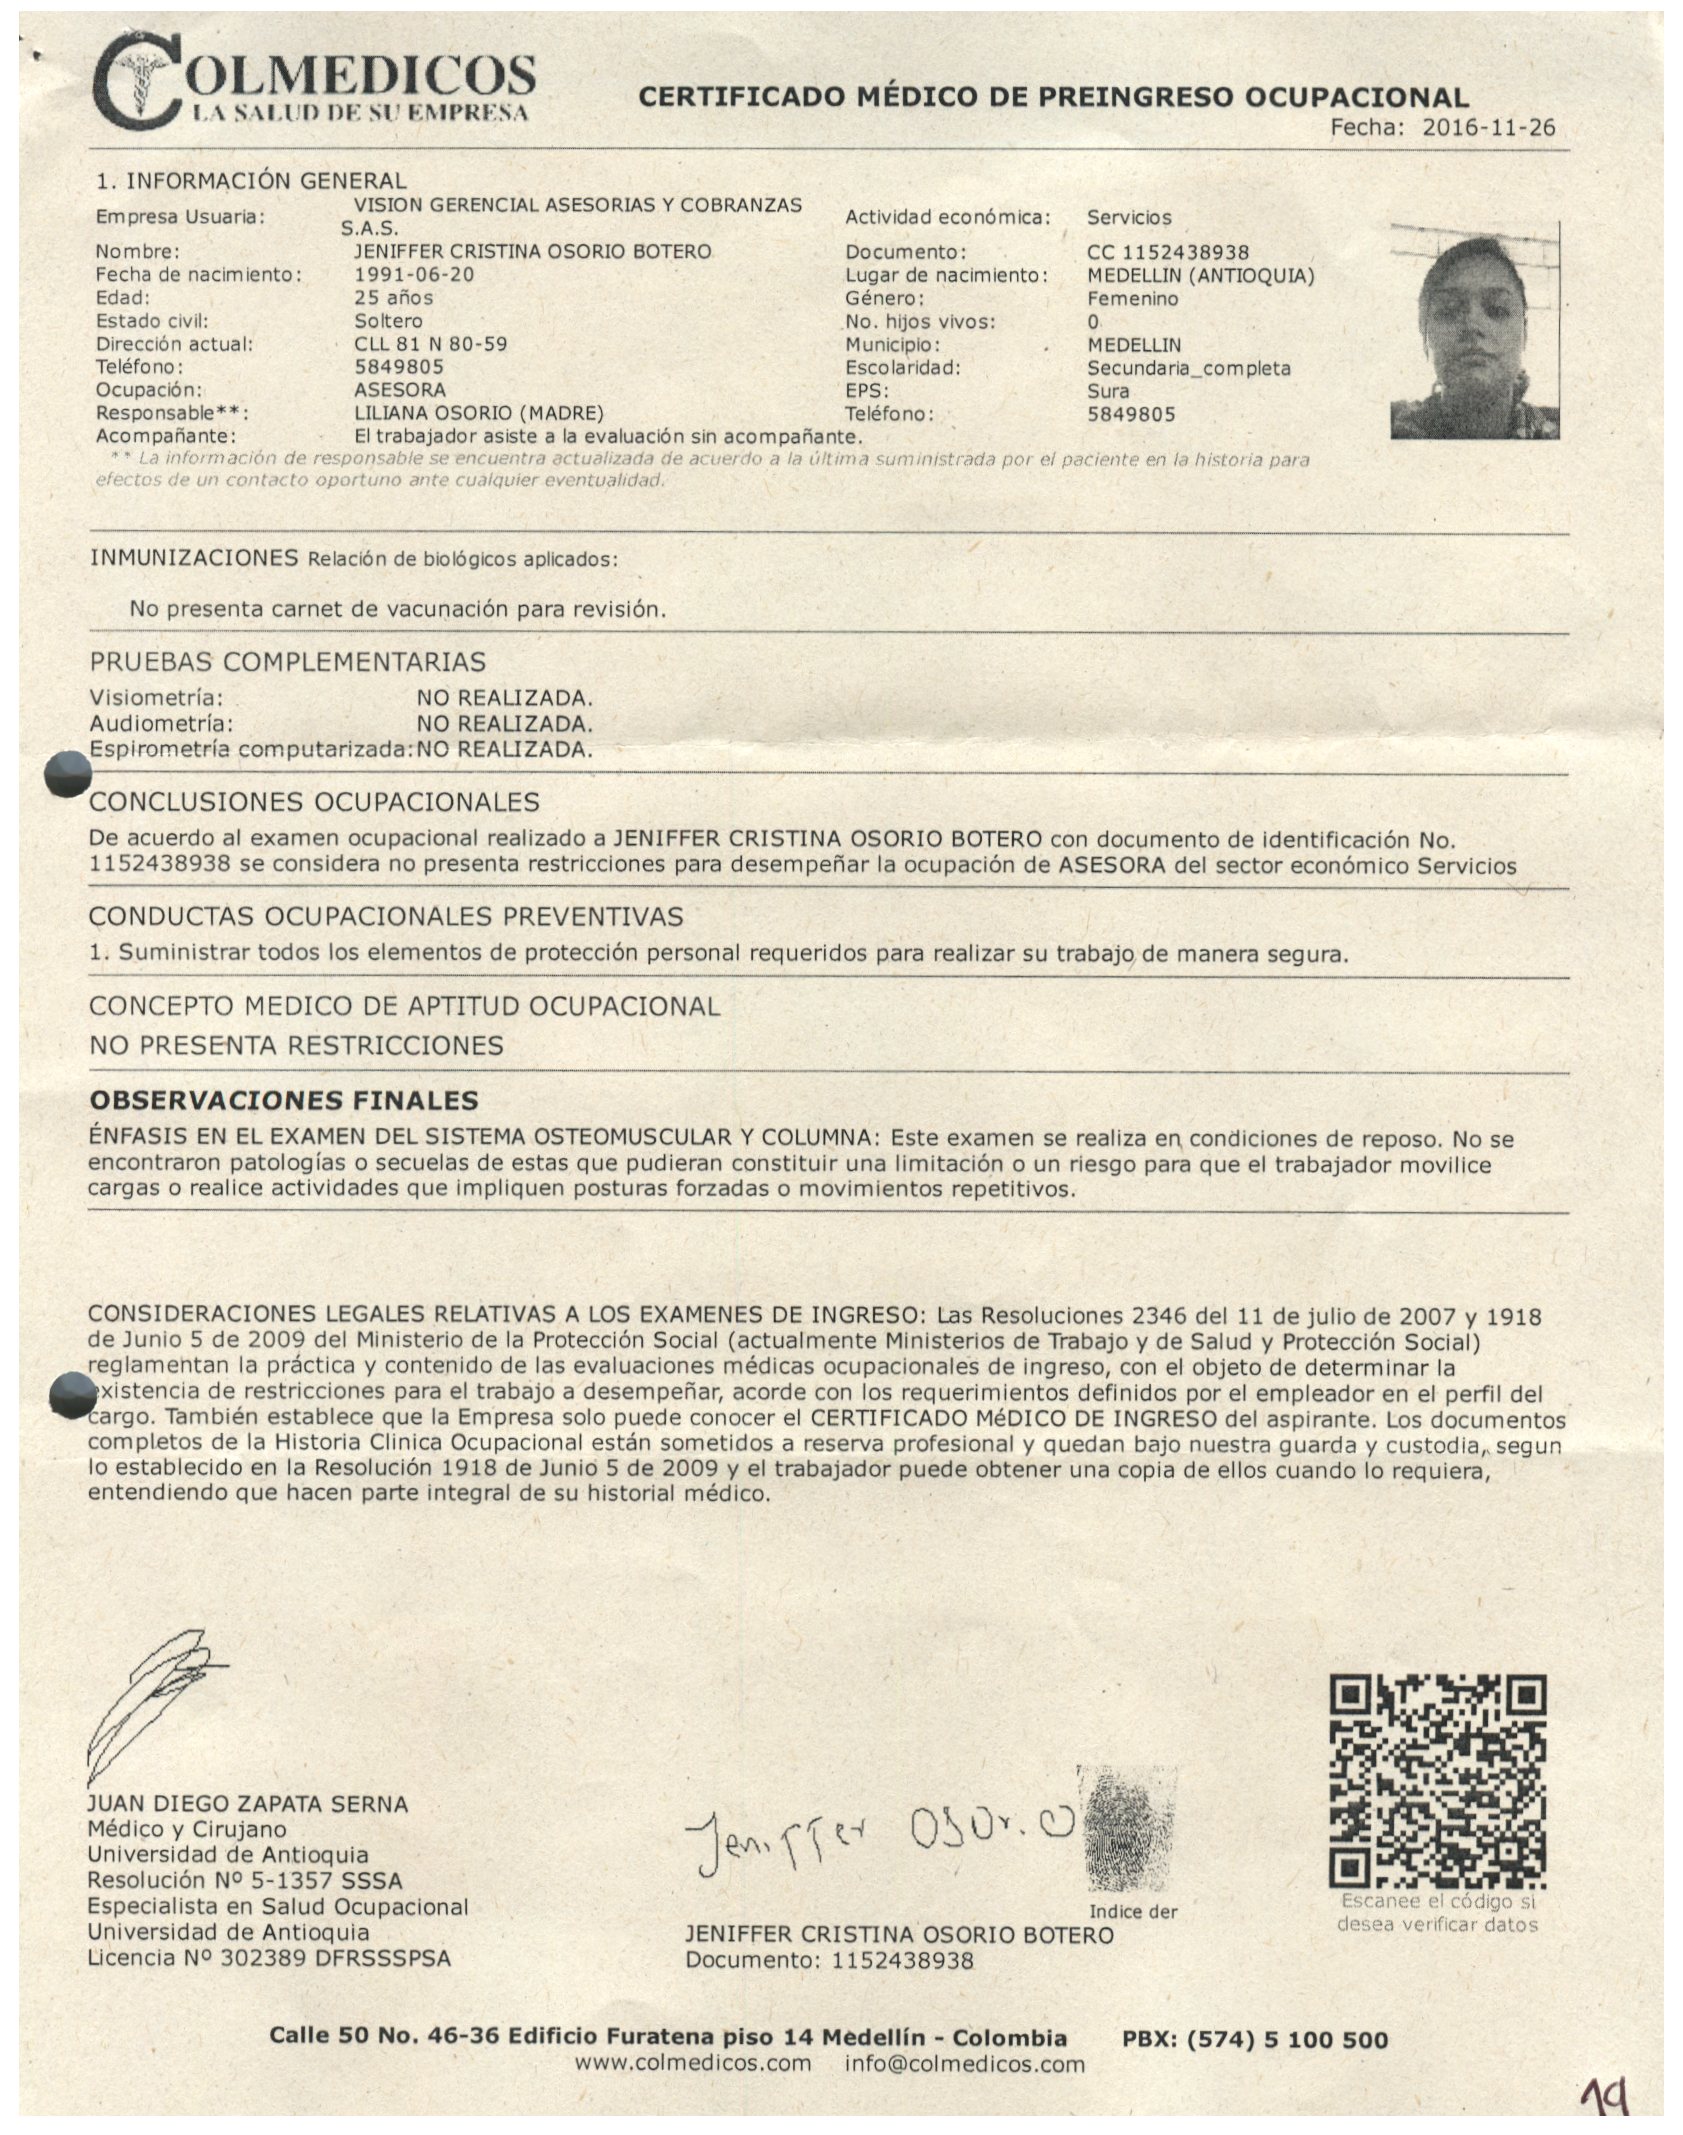 COLMEDICOS
LA SALUD DE SU EMPRESA
CERTIFICADO MÉDICO DE PREINGRESO OCUPACIONAL
Fecha: 2016-11-26
1. INFORMACIÓN GENERAL
Empresa Usuaria: VISION GERENCIAL ASESORIAS Y COBRANZAS S.A.S. Actividad económica: Servicios
Nombre: JENIFFER CRISTINA OSORIO BOTERO Documento: CC 1152438938
Fecha de nacimiento: 1991-06-20 Lugar de nacimiento: MEDELLIN (ANTIOQUIA)
Edad: 25 años Género: Femenino
Estado civil: Soltero No. hijos vivos: 0
Dirección actual: CLL 81 N 80-59 Municipio: MEDELLIN
Teléfono: 5849805 Escolaridad: Secundaria_completa
Ocupación: ASESORA EPS: Sura
Responsable**: LILIANA OSORIO (MADRE) Teléfono: 5849805
Acompañante: El trabajador asiste a la evaluación sin acompañante.
** La información de responsable se encuentra actualizada de acuerdo a la última suministrada por el paciente en la historia para
efectos de un contacto oportuno ante cualquier eventualidad.
INMUNIZACIONES Relación de biológicos aplicados:
No presenta carnet de vacunación para revisión.
PRUEBAS COMPLEMENTARIAS
Visiometría: NO REALIZADA.
Audiometría: NO REALIZADA.
Espirometría computarizada: NO REALIZADA.
CONCLUSIONES OCUPACIONALES
De acuerdo al examen ocupacional realizado a JENIFFER CRISTINA OSORIO BOTERO con documento de identificación No.
1152438938 se considera no presenta restricciones para desempeñar la ocupación de ASESORA del sector económico Servicios
CONDUCTAS OCUPACIONALES PREVENTIVAS
1. Suministrar todos los elementos de protección personal requeridos para realizar su trabajo de manera segura.
CONCEPTO MEDICO DE APTITUD OCUPACIONAL
NO PRESENTA RESTRICCIONES
OBSERVACIONES FINALES
ÉNFASIS EN EL EXAMEN DEL SISTEMA OSTEOMUSCULAR Y COLUMNA: Este examen se realiza en condiciones de reposo. No se
encontraron patologías o secuelas de estas que pudieran constituir una limitación o un riesgo para que el trabajador movilice
cargas o realice actividades que impliquen posturas forzadas o movimientos repetitivos.
CONSIDERACIONES LEGALES RELATIVAS A LOS EXAMENES DE INGRESO: Las Resoluciones 2346 del 11 de julio de 2007 y 1918
de Junio 5 de 2009 del Ministerio de la Protección Social (actualmente Ministerios de Trabajo y de Salud y Protección Social)
reglamentan la práctica y contenido de las evaluaciones médicas ocupacionales de ingreso, con el objeto de determinar la
existencia de restricciones para el trabajo a desempeñar, acorde con los requerimientos definidos por el empleador en el perfil del
cargo. También establece que la Empresa solo puede conocer el CERTIFICADO MéDICO DE INGRESO del aspirante. Los documentos
completos de la Historia Clinica Ocupacional están sometidos a reserva profesional y quedan bajo nuestra guarda y custodia, segun
lo establecido en la Resolución 1918 de Junio 5 de 2009 y el trabajador puede obtener una copia de ellos cuando lo requiera,
entendiendo que hacen parte integral de su historial médico.
JUAN DIEGO ZAPATA SERNA
Médico y Cirujano
Universidad de Antioquia
Resolución Nº 5-1357 SSSA
Especialista en Salud Ocupacional
Universidad de Antioquia
Licencia Nº 302389 DFRSSSPSA
Jeniffer Osorio
Indice der
JENIFFER CRISTINA OSORIO BOTERO
Documento: 1152438938
Escanee el código si
desea verificar datos
Calle 50 No. 46-36 Edificio Furatena piso 14 Medellín - Colombia PBX: (574) 5 100 500
www.colmedicos.com info@colmedicos.com